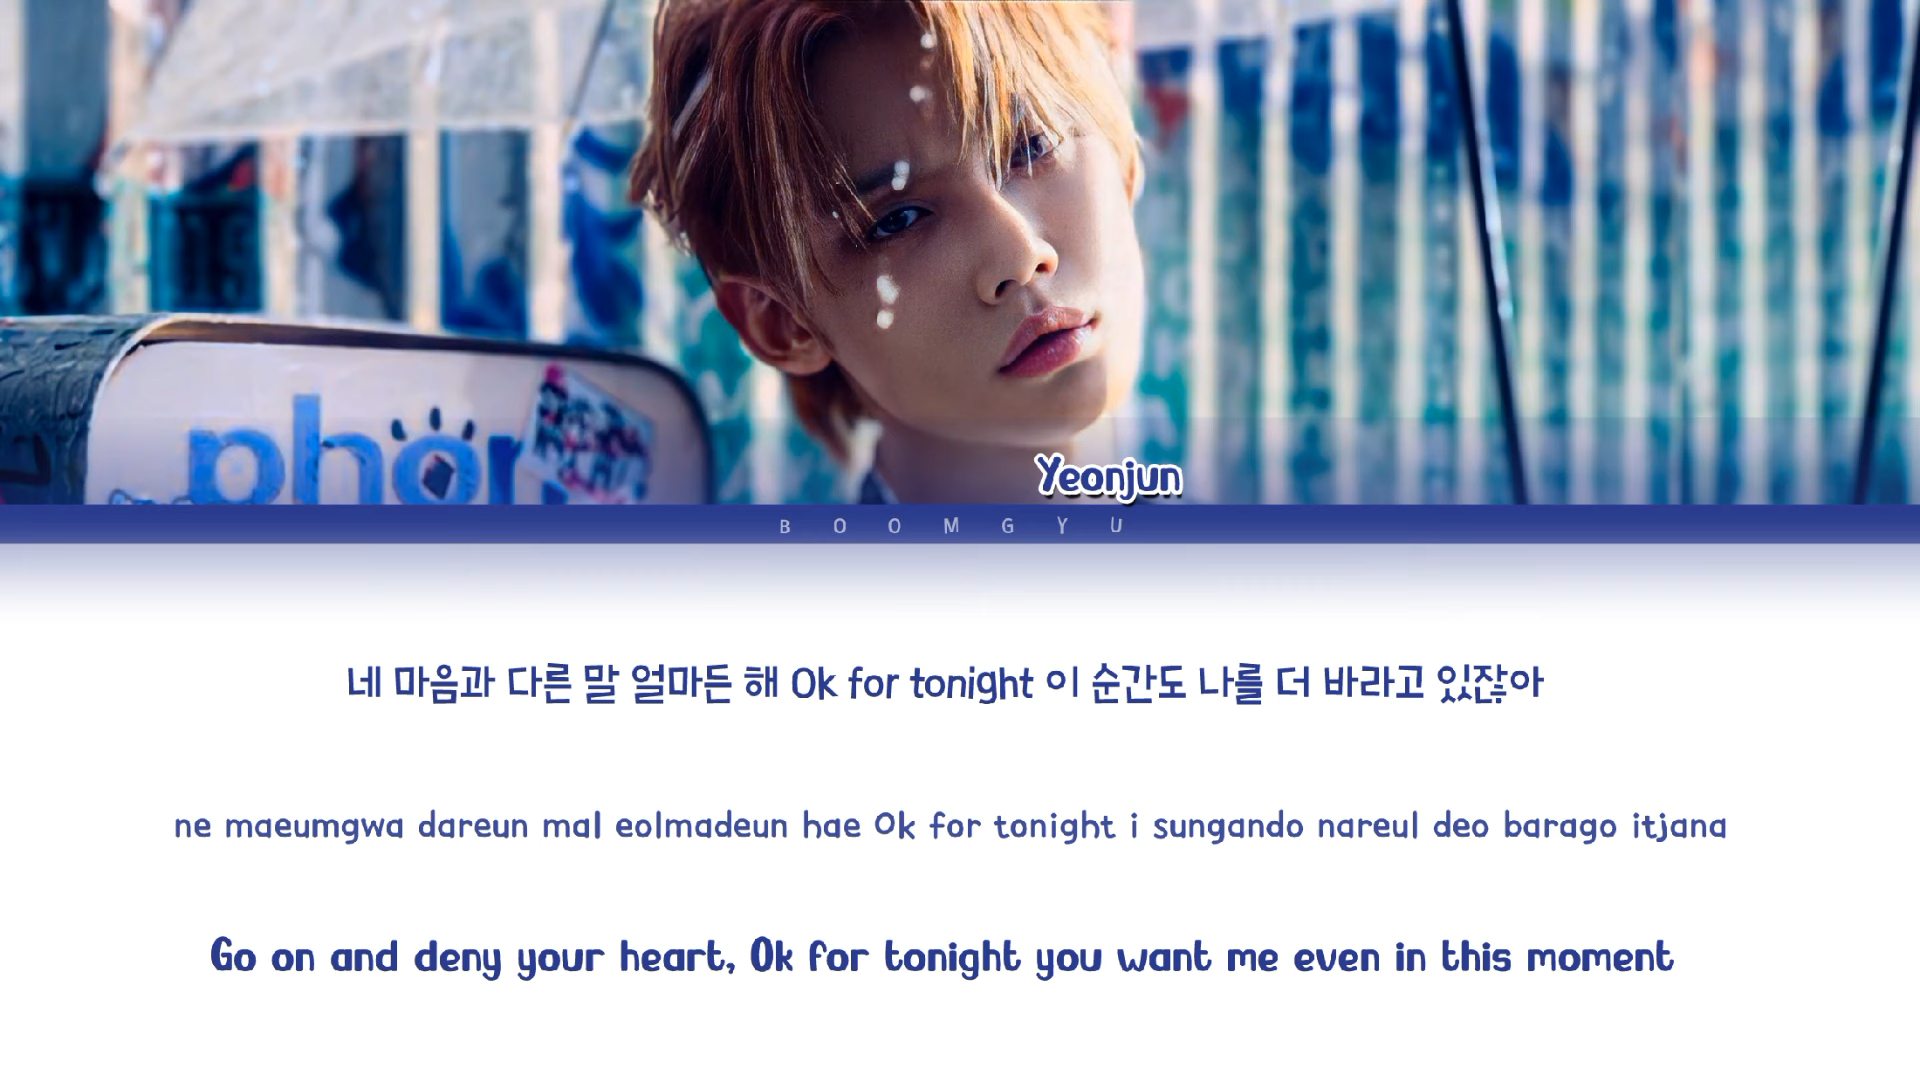 phon
Yeonjun
BOOMGYU
네 마음과 다른 말 얼마든 해 Ok for tonight 이 순간도 나를 더 바라고 있잖아
ne maeumgwa dareun mal eolmadeun hae Ok for tonight i sungando nareul deo barago itjana
Go on and deny your heart, Ok for tonight you want me even in this moment